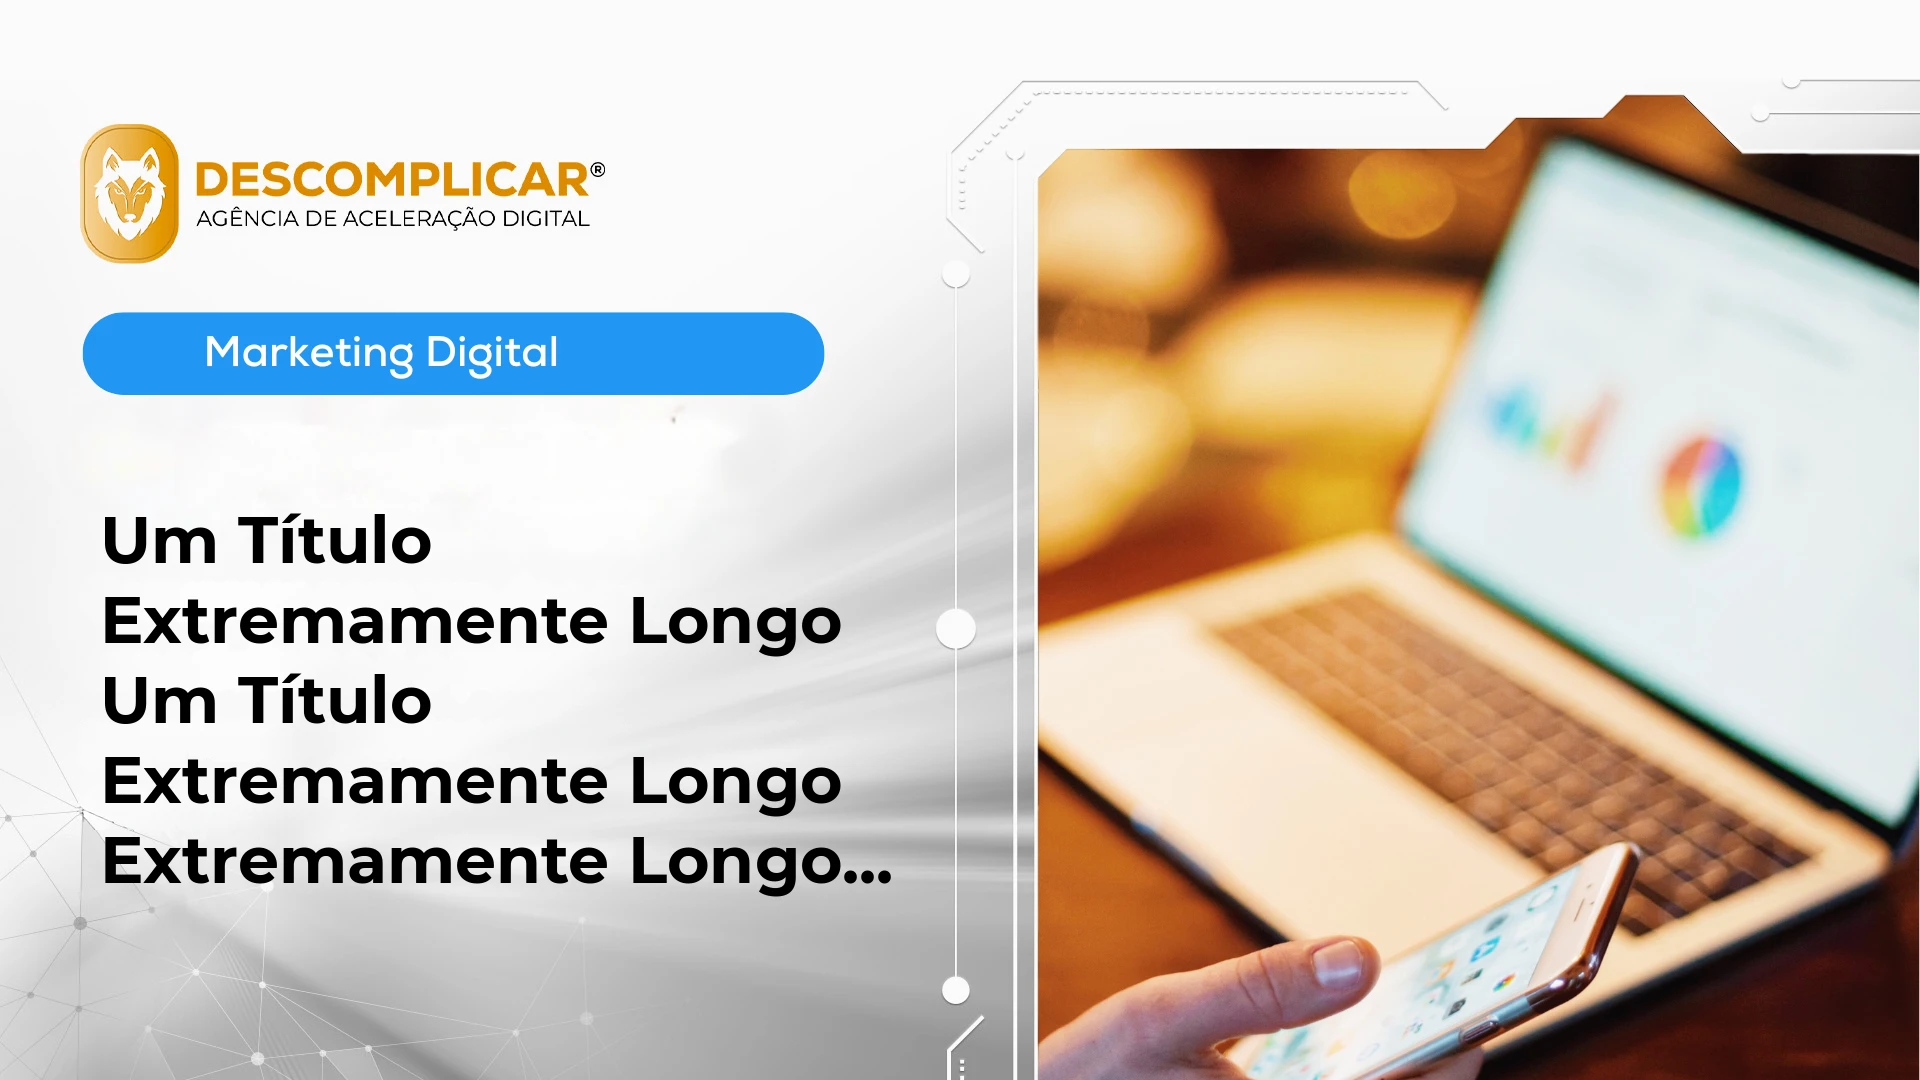 DESCOMPLICAR®
AGÊNCIA DE ACELERAÇÃO DIGITAL
Marketing Digital
Um Título
Extremamente Longo
Um Título
Extremamente Longo
Extremamente Longo...